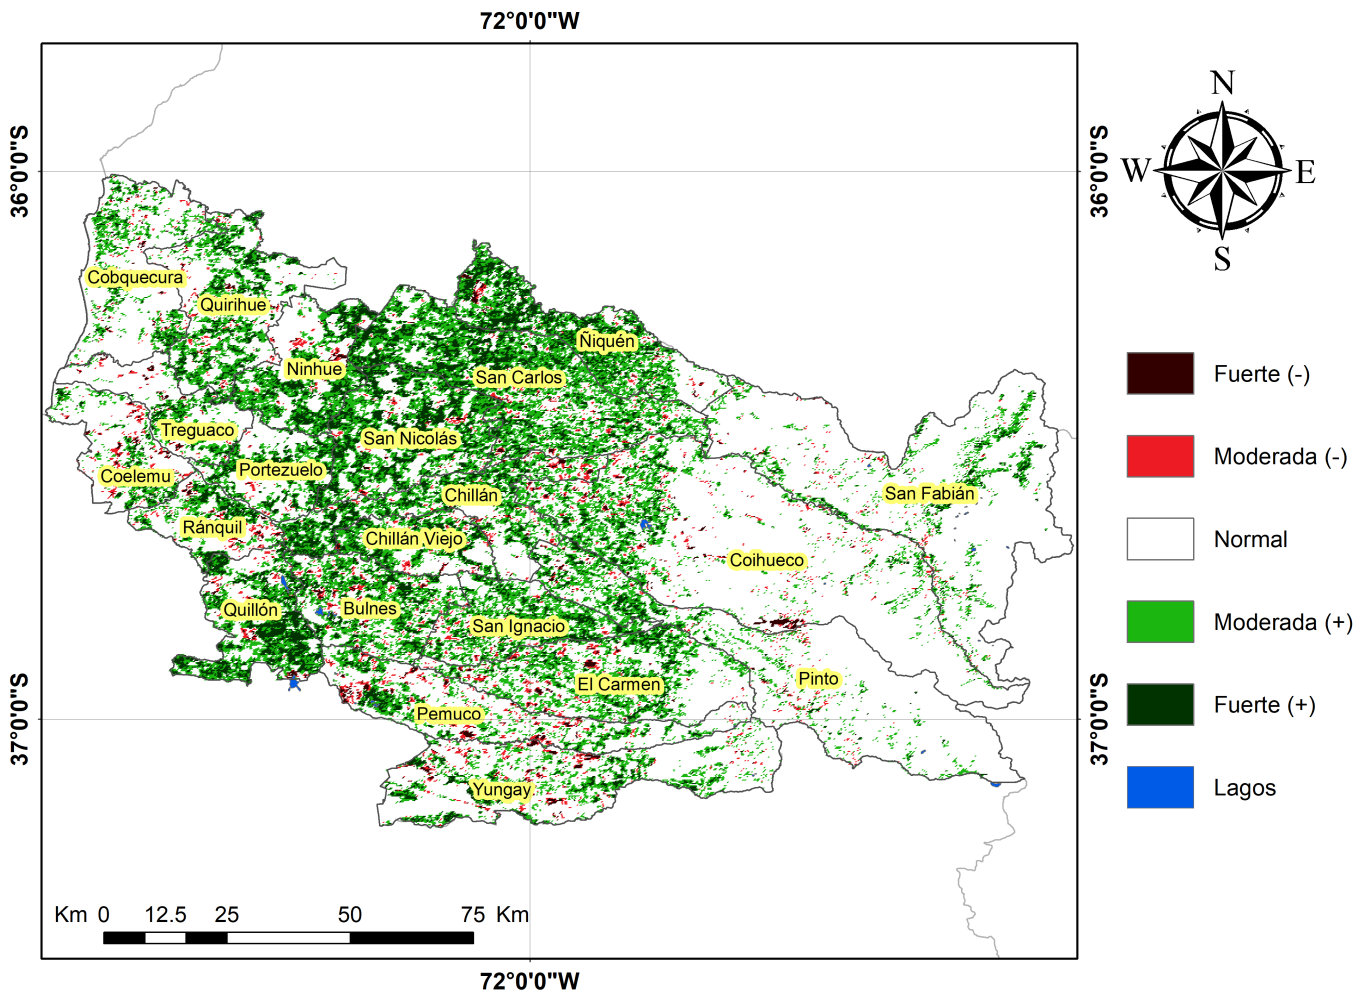 72°0'0"W
36°0'0"S
36°0'0"S
N
W
E
S
Cobquecura
Quirihue
Ñiquén
Ninhue
San Carlos
Treguaco
San Nicolás
Coelemu
Portezuelo
Chillán
San Fabián
Ránquil
Chillán Viejo
Coihueco
Quillón
Bulnes
San Ignacio
El Carmen
Pinto
Pemuco
Yungay
37°0'0"S
37°0'0"S
Fuerte (-)
Moderada (-)
Normal
Moderada (+)
Fuerte (+)
Lagos
Km 0 12.5 25 50 75 Km
72°0'0"W